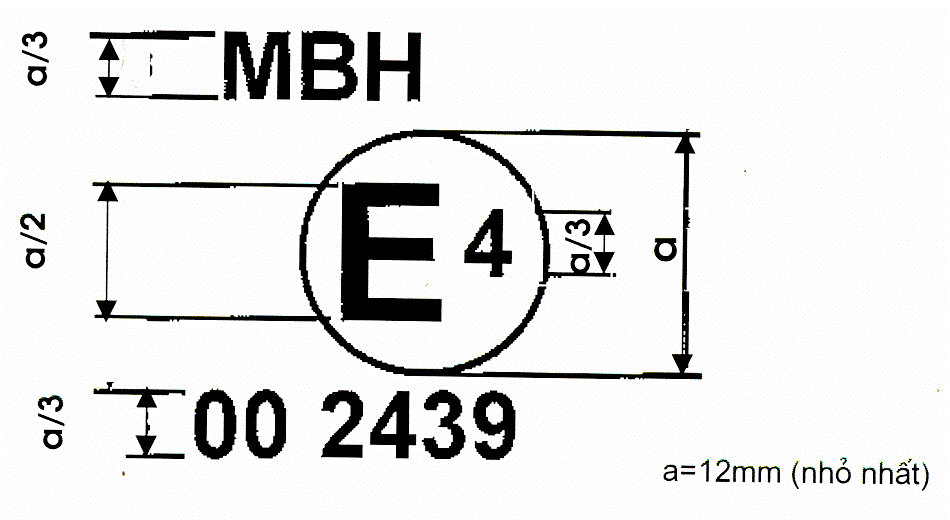 a/3
MBH
a/2
E 4
a/3
a
a/3
00 2439
a=12mm (nhỏ nhất)